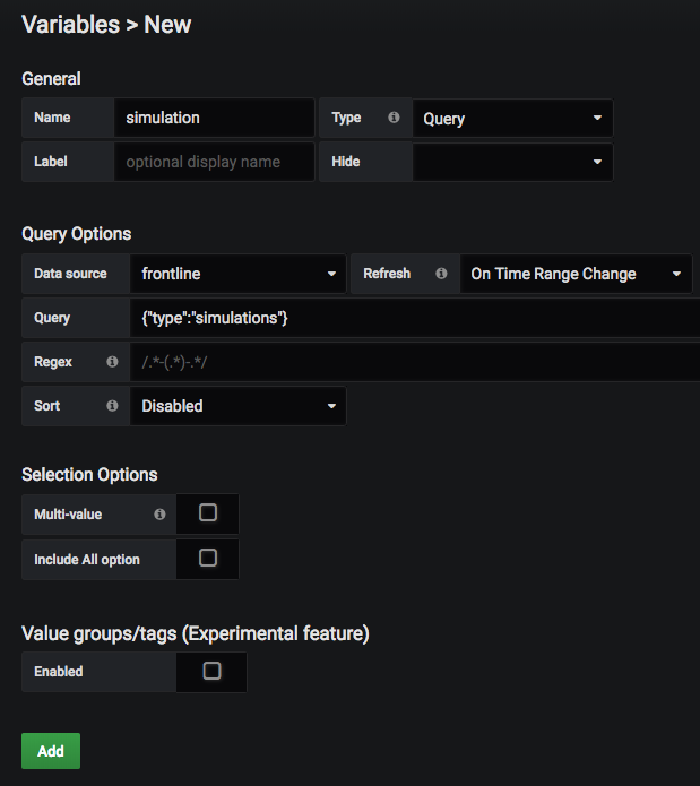 Variables > New
General
Name simulation Type Query
Label optional display name Hide
Query Options
Data source frontline Refresh On Time Range Change
Query {"type":"simulations"}
Regex /.*-(.*)-.*/
Sort Disabled
Selection Options
Multi-value
Include All option
Value groups/tags (Experimental feature)
Enabled
Add